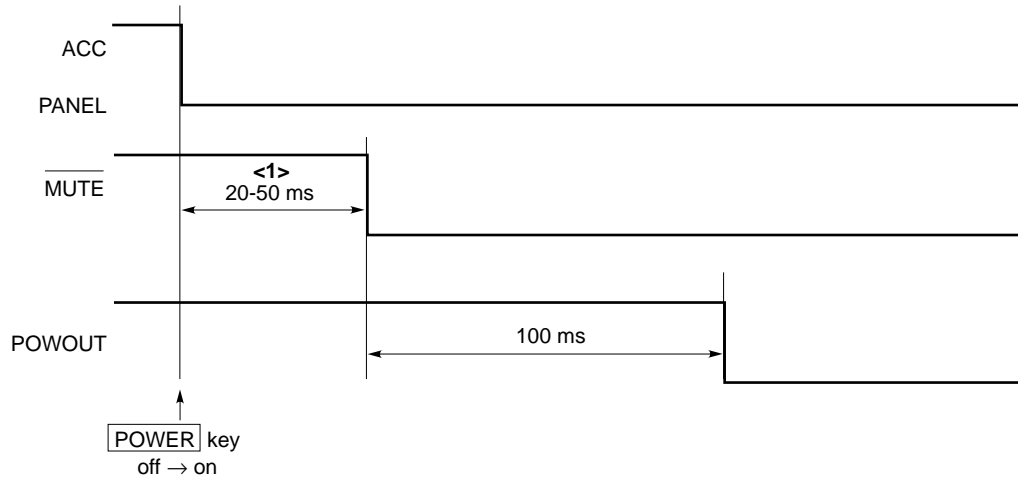 ACC
PANEL
MUTE
<1>
20-50 ms
POWOUT
100 ms
POWER key
off → on